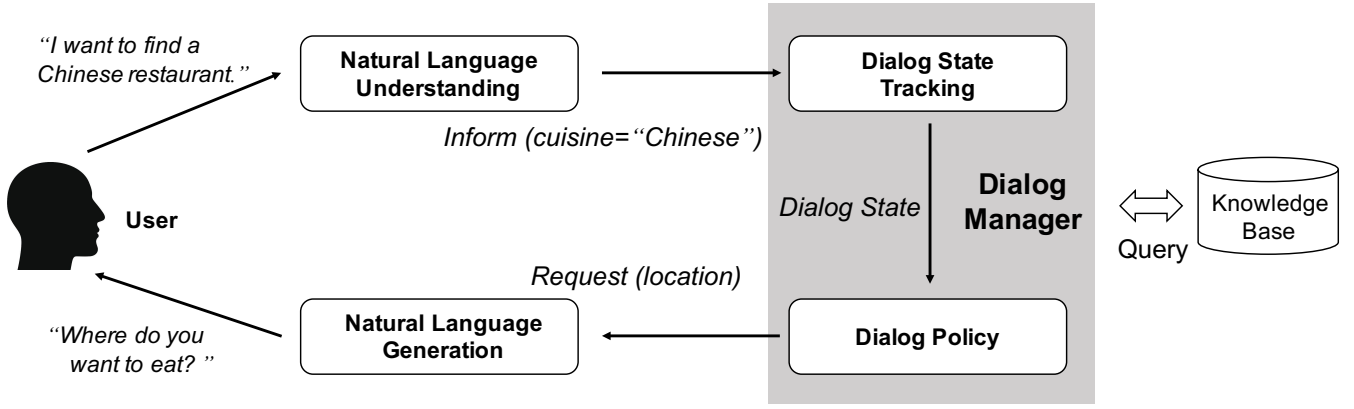 “I want to find a
Chinese restaurant.”
Natural Language
Understanding
Dialog State
Tracking
Inform (cuisine=“Chinese”)
User
Dialog State
Dialog
Manager
Knowledge
Base
Query
Request (location)
“Where do you
want to eat? ”
Natural Language
Generation
Dialog Policy